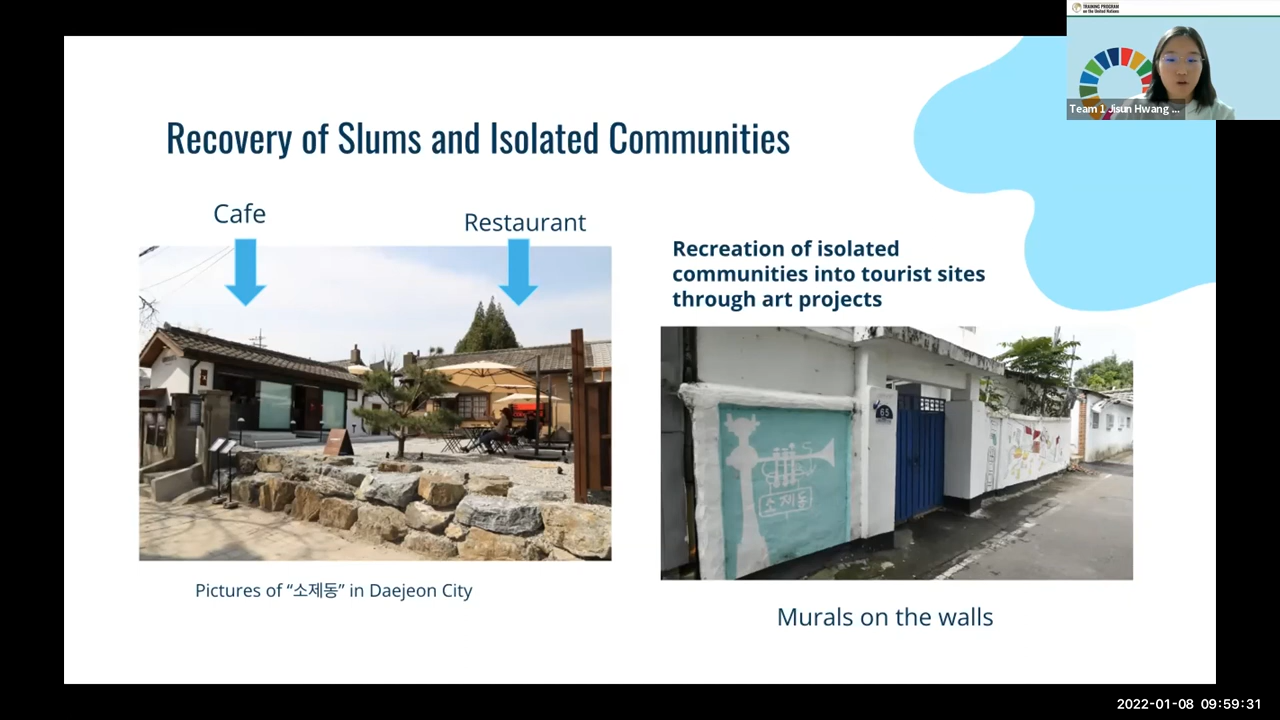 TRAINING PROGRAM
on the United Nations
Team 1 Jisun Hwang ...
Recovery of Slums and Isolated Communities
Cafe
Restaurant
Recreation of isolated
communities into tourist sites
through art projects
65
소제동
Pictures of “소제동” in Daejeon City
Murals on the walls
2022-01-08 09:59:31